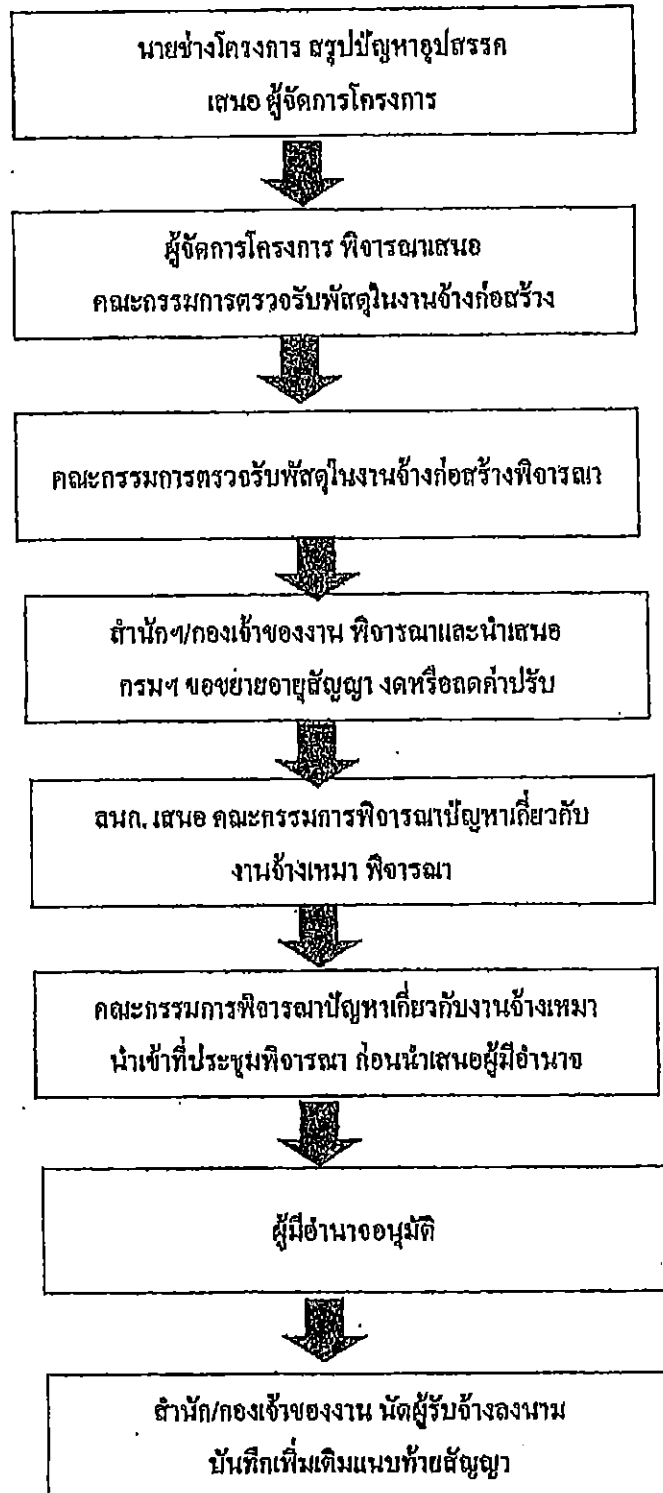 นายช่างโครงการ สรุปปัญหาอุปสรรค
เสนอ ผู้จัดการโครงการ
ผู้จัดการโครงการ พิจารณาเสนอ
คณะกรรมการตรวจรับพัสดุในงานจ้างก่อสร้าง
คณะกรรมการตรวจรับพัสดุในงานจ้างก่อสร้างพิจารณา
สำนักฯ/กองเจ้าของงาน พิจารณาและนำเสนอ
กรมฯ ขอขยายอายุสัญญา งดหรือลดค่าปรับ
ลนก. เสนอ คณะกรรมการพิจารณาปัญหาเกี่ยวกับ
งานจ้างเหมา พิจารณา
คณะกรรมการพิจารณาปัญหาเกี่ยวกับงานจ้างเหมา
นำเข้าที่ประชุมพิจารณา ก่อนนำเสนอผู้มีอำนาจ
ผู้มีอำนาจอนุมัติ
สำนัก/กองเจ้าของงาน นัดผู้รับจ้างลงนาม
บันทึกเพิ่มเติมแนบท้ายสัญญา